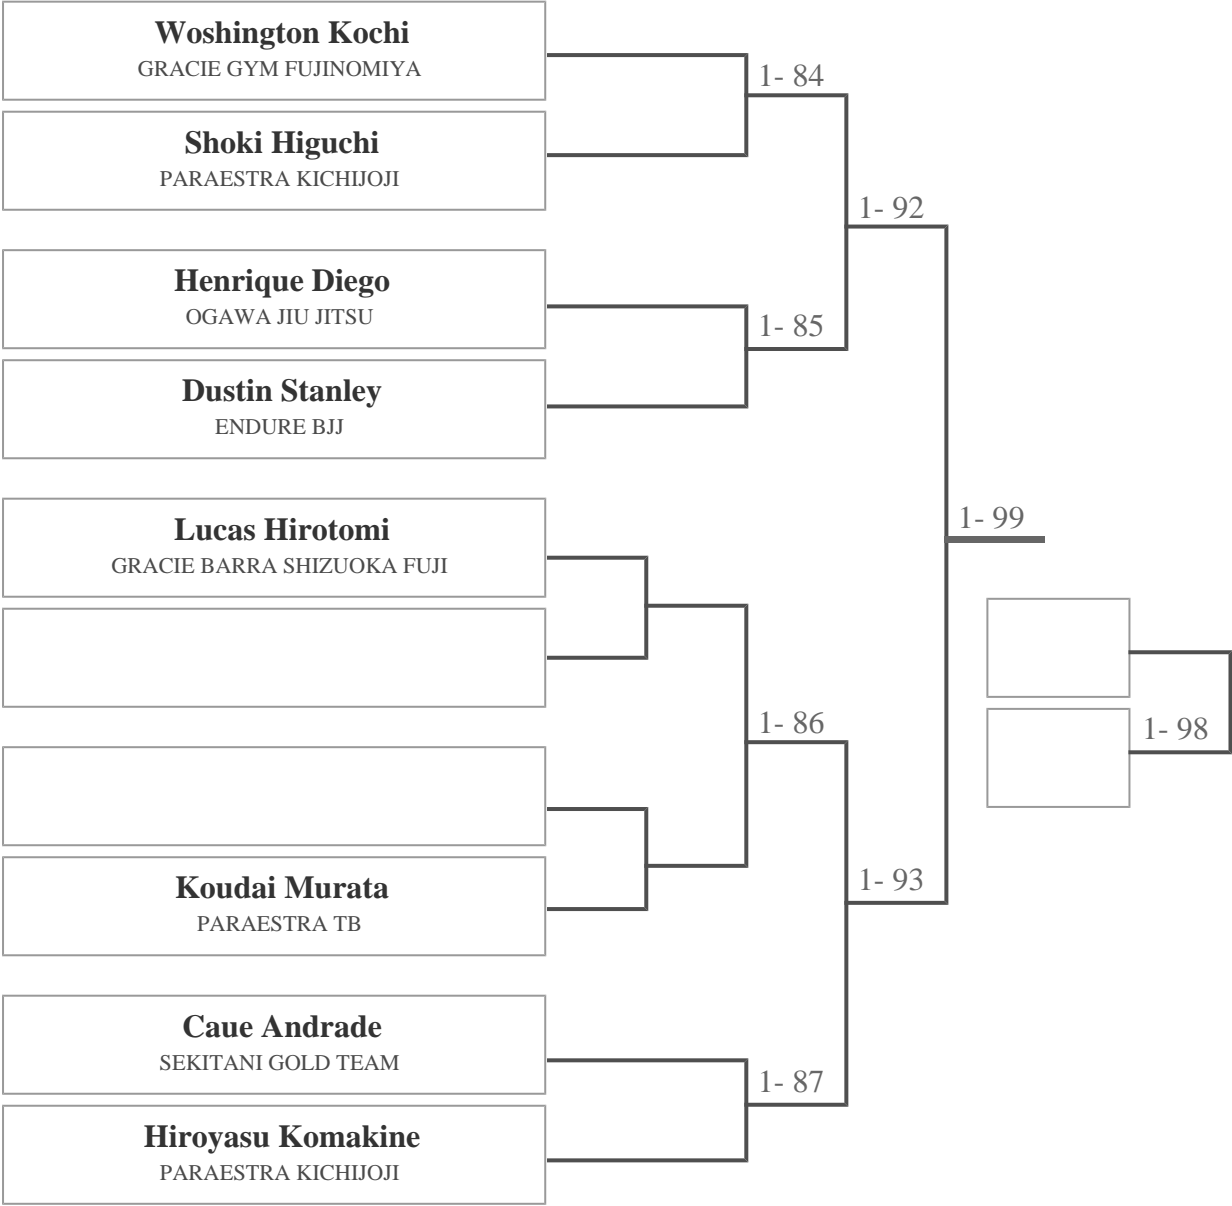 Woshington Kochi
GRACIE GYM FUJINOMIYA
1- 84
Shoki Higuchi
PARAESTRA KICHIJOJI
1- 92
Henrique Diego
OGAWA JIU JITSU
1- 85
Dustin Stanley
ENDURE BJJ
Lucas Hirotomi
GRACIE BARRA SHIZUOKA FUJI
1- 99
1- 86
1- 98
Koudai Murata
PARAESTRA TB
1- 93
Caue Andrade
SEKITANI GOLD TEAM
1- 87
Hiroyasu Komakine
PARAESTRA KICHIJOJI